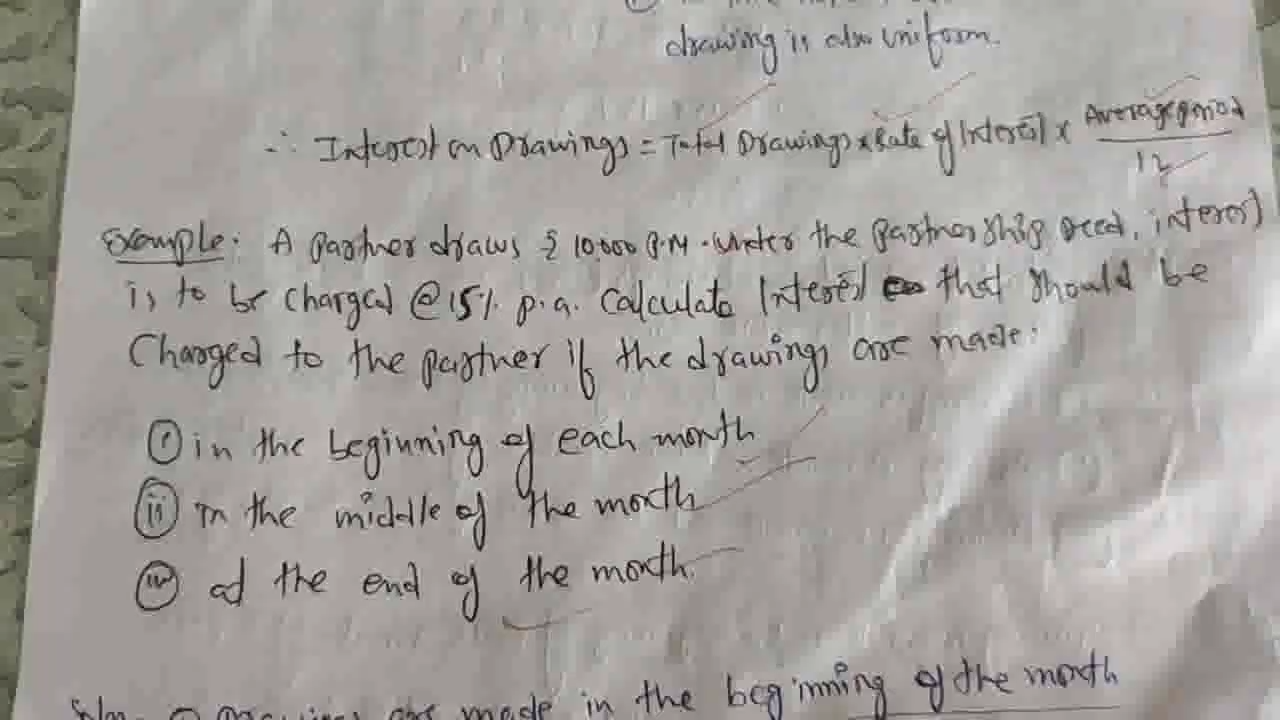 drawing is also uniform.
∴ Interest on Drawings = Total Drawings x Rate of Interest x Average period / 12
Example: A partner draws ₹ 10,000 P.M. Under the partnership deed, interest
is to be charged @ 15% p.a. Calculate Interest that should be
Charged to the partner if the drawings are made:
(i) in the beginning of each month
(ii) in the middle of the month
(iii) at the end of the month.
Drawings are made in the beginning of the month